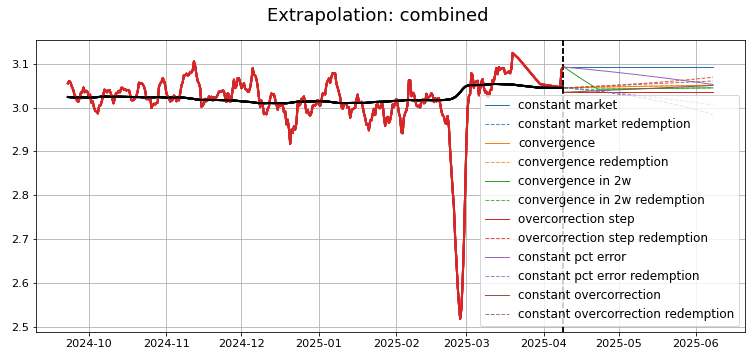 Extrapolation: combined
3.1
3.0
2.9
2.8
2.7
2.6
2.5
constant market
constant market redemption
convergence
convergence redemption
convergence in 2w
convergence in 2w redemption
overcorrection step
overcorrection step redemption
constant pct error
constant pct error redemption
constant overcorrection
constant overcorrection redemption
2024-10 2024-11 2024-12 2025-01 2025-02 2025-03 2025-04 2025-05 2025-06